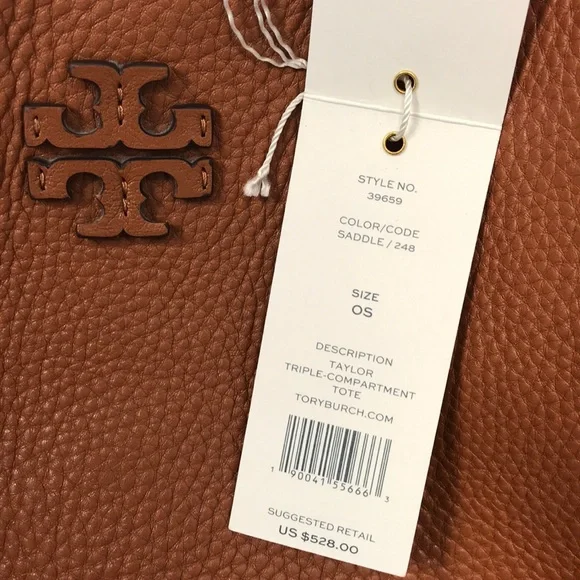 STYLE NO.
39659
COLOR/CODE
SADDLE / 248
SIZE
OS
DESCRIPTION
TAYLOR
TRIPLE-COMPARTMENT
TOTE
TORYBURCH.COM
1 90041 55666 3
SUGGESTED RETAIL
US $528.00